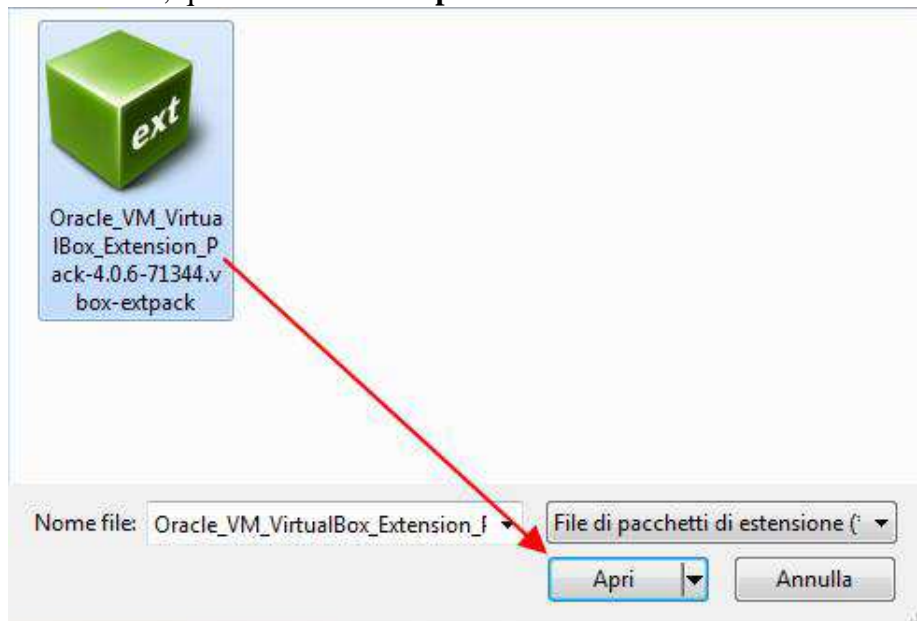 ext
Oracle_VM_Virtua
lBox_Extension_P
ack-4.0.6-71344.v
box-extpack
Nome file: Oracle_VM_VirtualBox_Extension_ File di pacchetti di estensione (
Apri Annulla